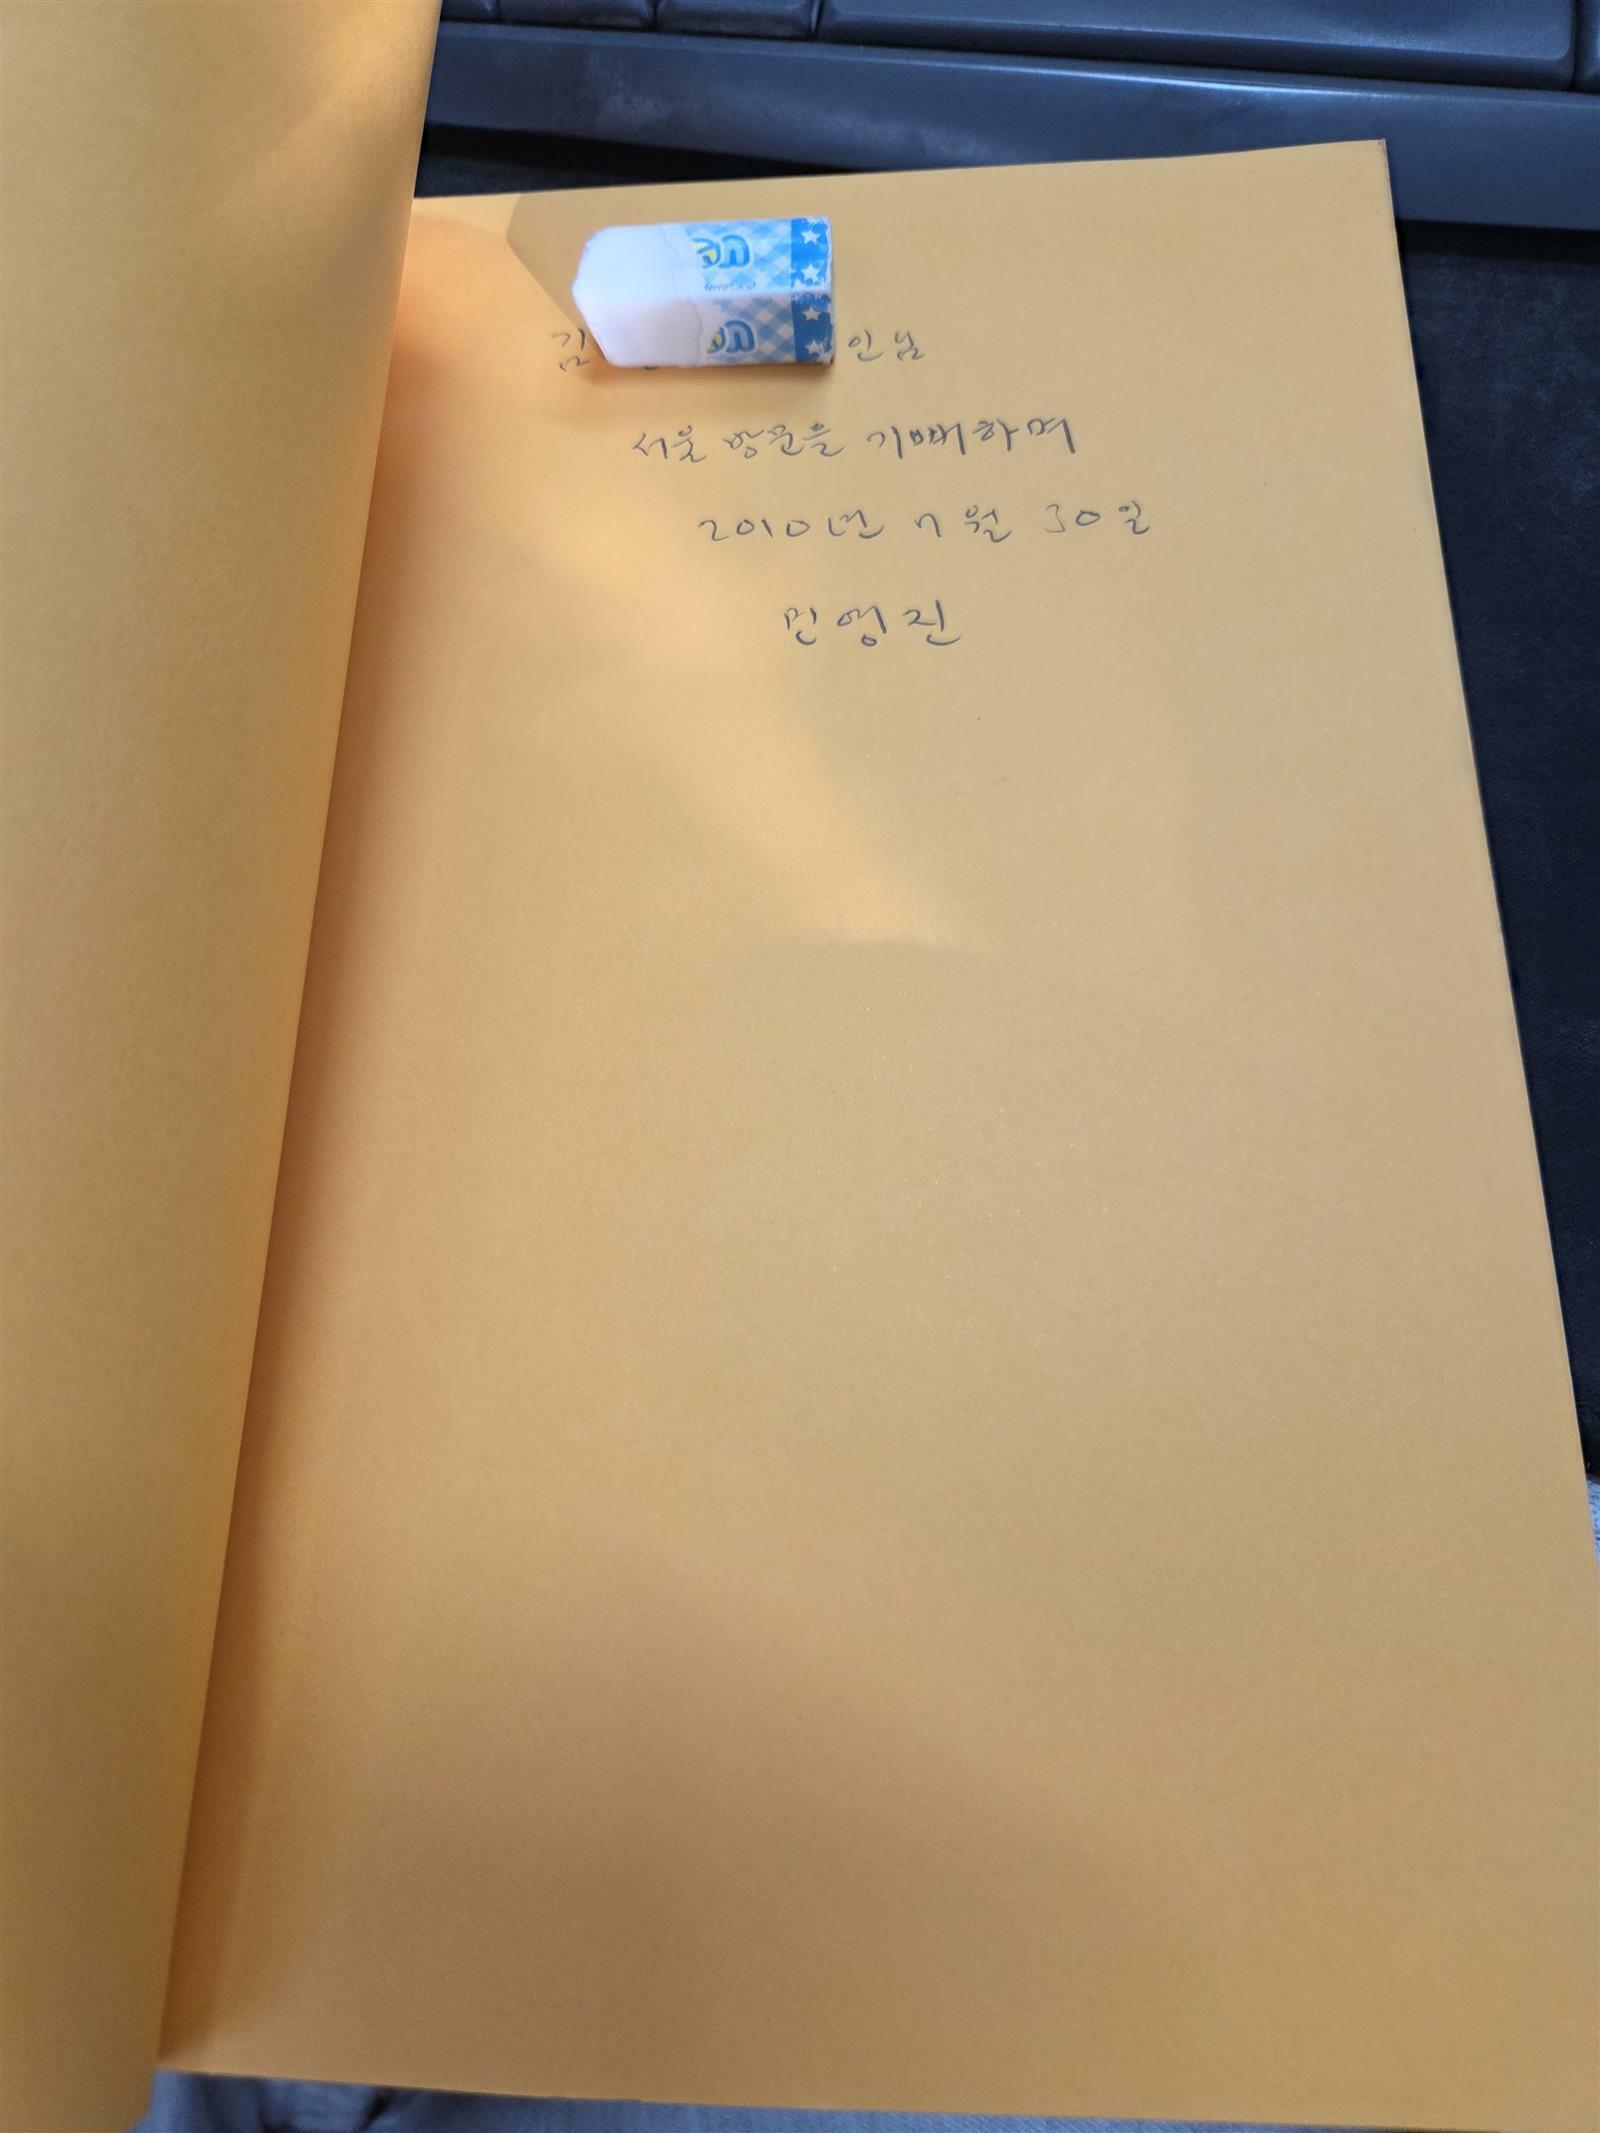 김 인님
서울 방문을 기뻐하며
2010년 7월 30일
민영진